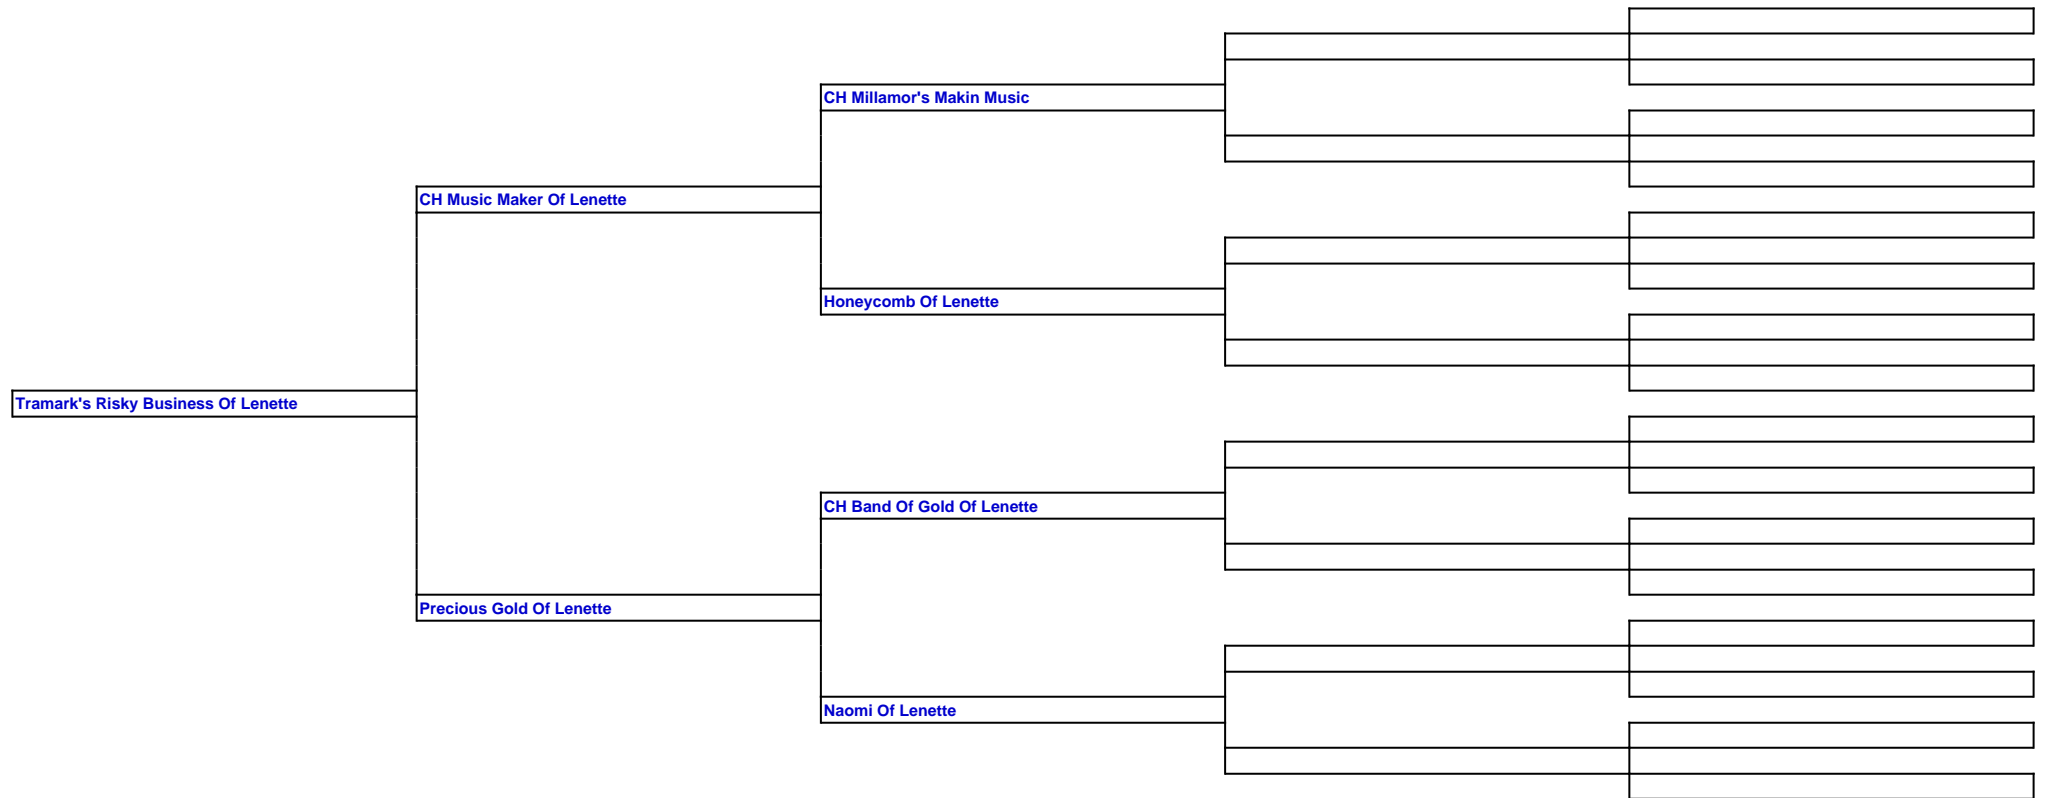 CH Millamor's Makin Music
CH Music Maker Of Lenette
Honeycomb Of Lenette
Tramark's Risky Business Of Lenette
CH Band Of Gold Of Lenette
Precious Gold Of Lenette
Naomi Of Lenette